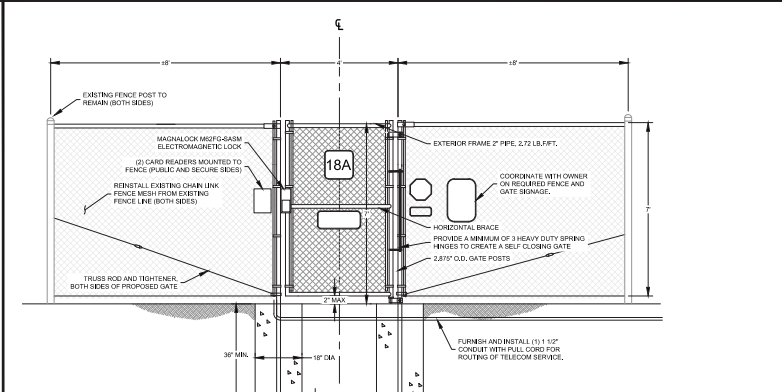 ℄
±8'
4'
±8'
EXISTING FENCE POST TO
REMAIN (BOTH SIDES)
MAGNALOCK M62FG-SASM
ELECTROMAGNETIC LOCK
(2) CARD READERS MOUNTED TO
FENCE (PUBLIC AND SECURE SIDES)
REINSTALL EXISTING CHAIN LINK
FENCE MESH FROM EXISTING
FENCE LINE (BOTH SIDES)
TRUSS ROD AND TIGHTENER,
BOTH SIDES OF PROPOSED GATE
18A
EXTERIOR FRAME 2" PIPE, 2.72 LB.F/FT.
COORDINATE WITH OWNER
ON REQUIRED FENCE AND
GATE SIGNAGE.
7'
HORIZONTAL BRACE
PROVIDE A MINIMUM OF 3 HEAVY DUTY SPRING
HINGES TO CREATE A SELF CLOSING GATE
2.875" O.D. GATE POSTS
2" MAX
36" MIN.
18" DIA
FURNISH AND INSTALL (1) 1 1/2"
CONDUIT WITH PULL CORD FOR
ROUTING OF TELECOM SERVICE.